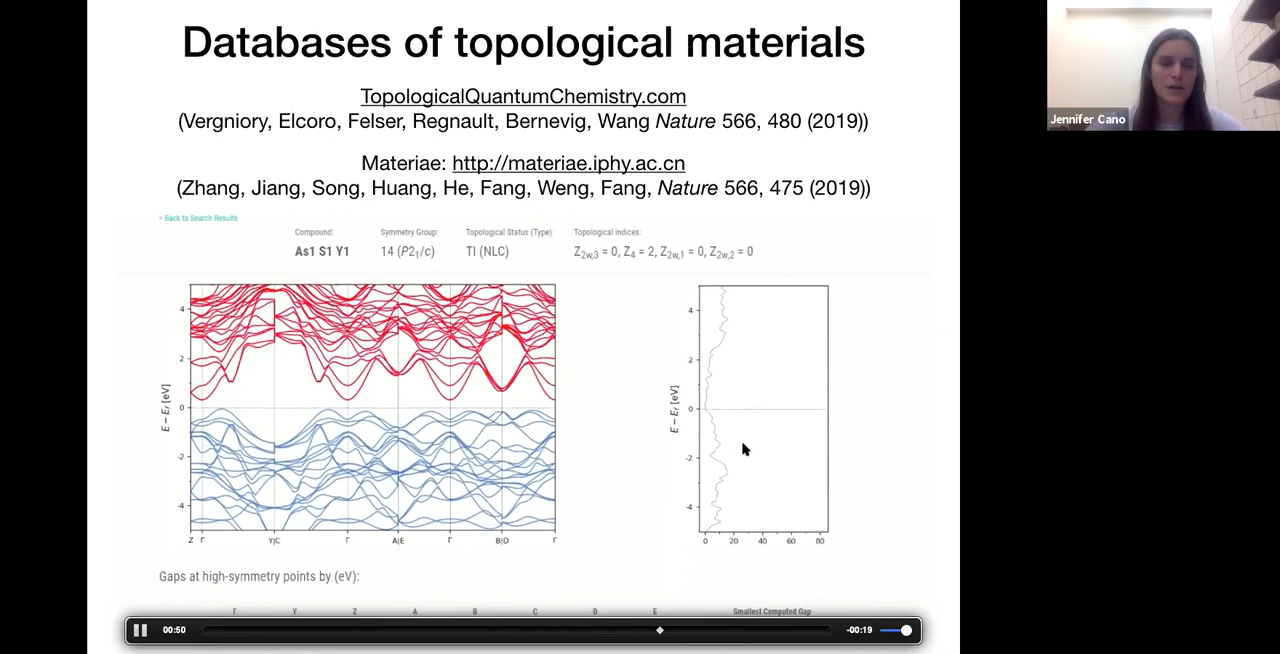 Databases of topological materials
TopologicalQuantumChemistry.com
(Vergniory, Elcoro, Felser, Regnault, Bernevig, Wang Nature 566, 480 (2019))
Materiae: http://materiae.iphy.ac.cn
(Zhang, Jiang, Song, Huang, He, Fang, Weng, Fang, Nature 566, 475 (2019))
Jennifer Cano
Back to Search Results
Compound: Symmetry Group: Topological Status (Type): Topological indices:
As1 S1 Y1 14 (P2₁/c) TI (NLC) Z₂w,₃ = 0, Z₄ = 2, Z₂w,₁ = 0, Z₂w,₂ = 0
E − E_f [eV]
4
2
0
-2
-4
Z Γ Y|C Γ A|E Γ B|D Γ
E − E_f [eV]
4
2
0
-2
-4
0 20 40 60 80
Gaps at high-symmetry points by (eV):
Γ Y Z A B C D E Smallest Computed Gap
00:50 -00:19